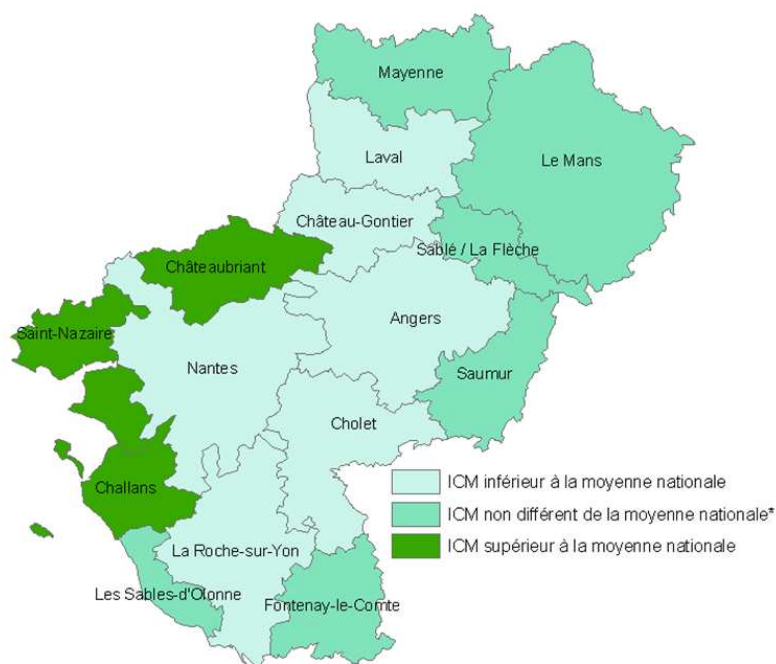 Mayenne
Laval
Le Mans
Château-Gontier
Sablé / La Flèche
Châteaubriant
Angers
Saint-Nazaire
Nantes
Saumur
Cholet
Challans
ICM inférieur à la moyenne nationale
ICM non différent de la moyenne nationale*
ICM supérieur à la moyenne nationale
La Roche-sur-Yon
Les Sables-d'Olonne
Fontenay-le-Comte